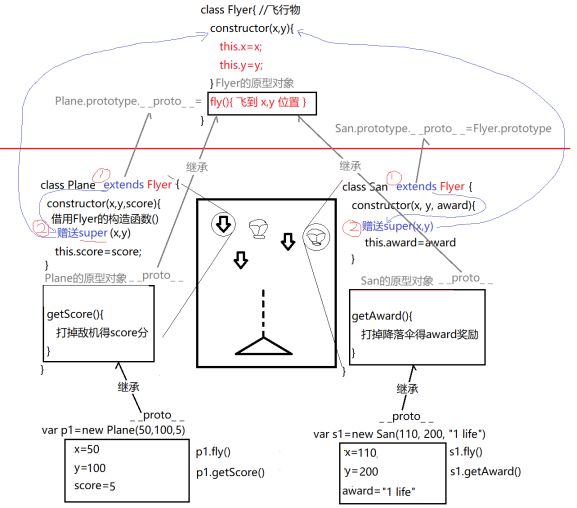 class Flyer{ //飞行物
constructor(x,y){
this.x=x;
this.y=y;
} Flyer的原型对象
Plane.prototype.__proto__=
fly(){ 飞到 x,y 位置 }
}
San.prototype.__proto__=Flyer.prototype
继承
继承
①
class Plane extends Flyer {
constructor(x,y,score){
借用Flyer的构造函数()
② 赠送super (x,y)
this.score=score;
}
Plane的原型对象 __proto__
getScore(){
打掉敌机得score分
}
}
①
class San extends Flyer {
constructor(x, y, award){
② 赠送super(x,y)
this.award=award
}
San的原型对象 __proto__
getAward(){
打掉降落伞得award奖励
}
}
继承
__proto__
var p1=new Plane(50,100,5)
x=50
y=100
score=5
p1.fly()
p1.getScore()
继承
__proto__
var s1=new San(110, 200, "1 life")
x=110
y=200
award="1 life"
s1.fly()
s1.getAward()